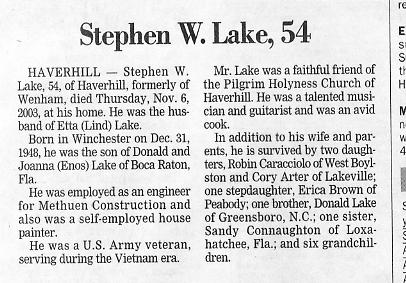 Stephen W. Lake, 54
HAVERHILL — Stephen W.
Lake, 54, of Haverhill, formerly of
Wenham, died Thursday, Nov. 6,
2003, at his home. He was the hus-
band of Etta (Lind) Lake.
Born in Winchester on Dec. 31,
1948, he was the son of Donald and
Joanna (Enos) Lake of Boca Raton,
Fla.
He was employed as an engineer
for Methuen Construction and
also was a self-employed house
painter.
He was a U.S. Army veteran,
serving during the Vietnam era.
Mr. Lake was a faithful friend of
the Pilgrim Holyness Church of
Haverhill. He was a talented musi-
cian and guitarist and was an avid
cook.
In addition to his wife and par-
ents, he is survived by two daugh-
ters, Robin Caracciolo of West Boyl-
ston and Cory Arter of Lakeville;
one stepdaughter, Erica Brown of
Peabody; one brother, Donald Lake
of Greensboro, N.C.; one sister,
Sandy Connaughton of Loxa-
hatchee, Fla.; and six grandchil-
dren.